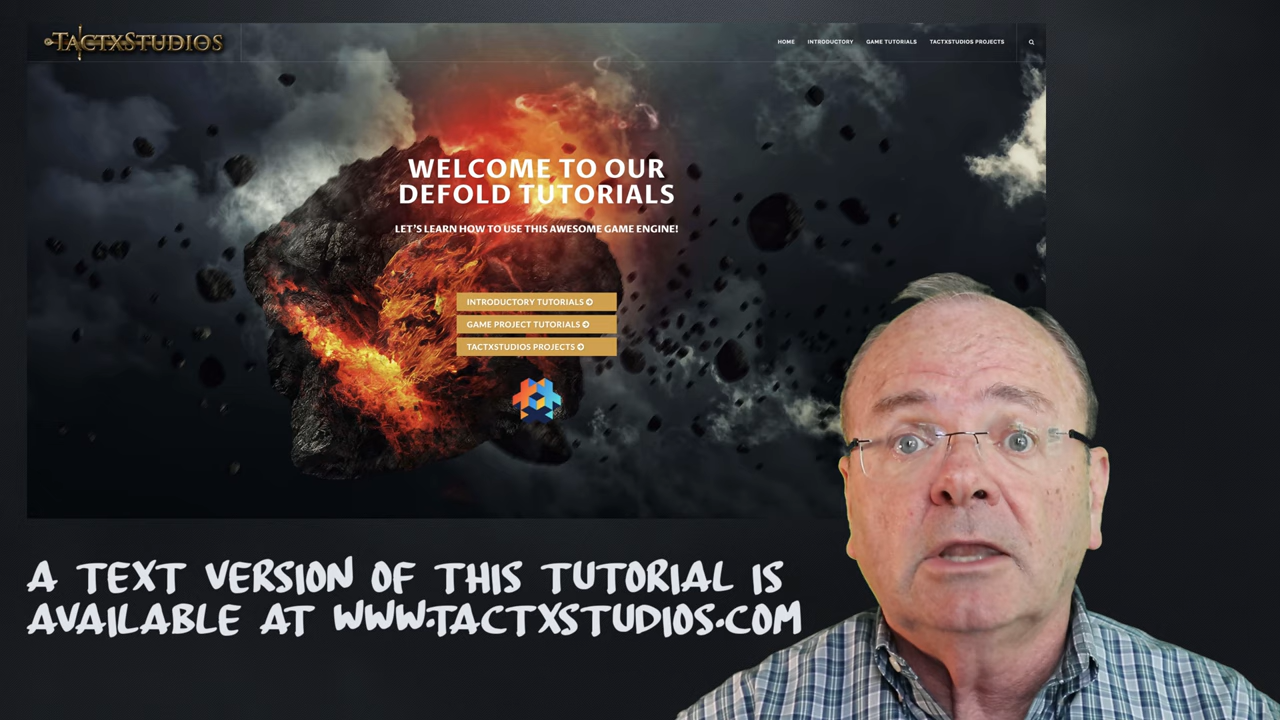 TACTXSTUDIOS
HOME INTRODUCTORY GAME TUTORIALS TACTXSTUDIOS PROJECTS
WELCOME TO OUR
DEFOLD TUTORIALS
LET'S LEARN HOW TO USE THIS AWESOME GAME ENGINE!
INTRODUCTORY TUTORIALS
GAME PROJECT TUTORIALS
TACTXSTUDIOS PROJECTS
A TEXT VERSION OF THIS TUTORIAL IS
AVAILABLE AT WWW.TACTXSTUDIOS.COM